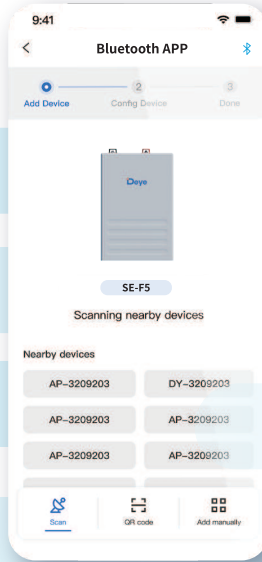 9:41
Bluetooth APP
2
3
Add Device
Config Device
Done
Deye
SE-F5
Scanning nearby devices
Nearby devices
AP-3209203
DY-3209203
AP-3209203
AP-3209203
AP-3209203
AP-3209203
Scan
QR code
Add manually